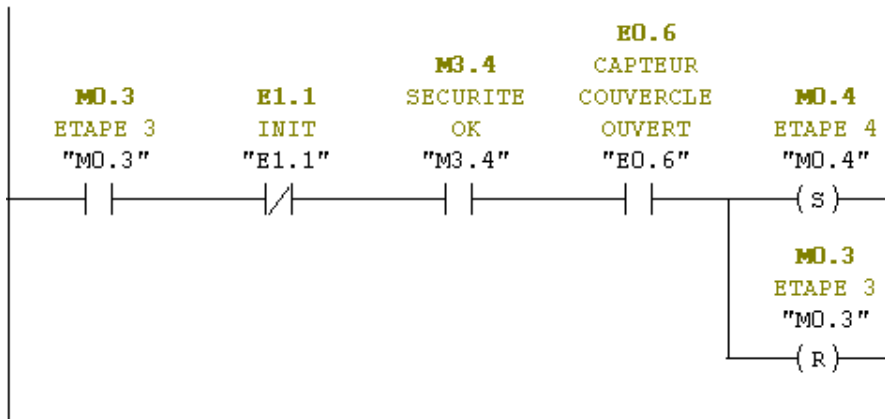 E0.6
M3.4 CAPTEUR
M0.3 E1.1 SECURITE COUVERCLE M0.4
ETAPE 3 INIT OK OUVERT ETAPE 4
"M0.3" "E1.1" "M3.4" "E0.6" "M0.4"
S
M0.3
ETAPE 3
"M0.3"
R